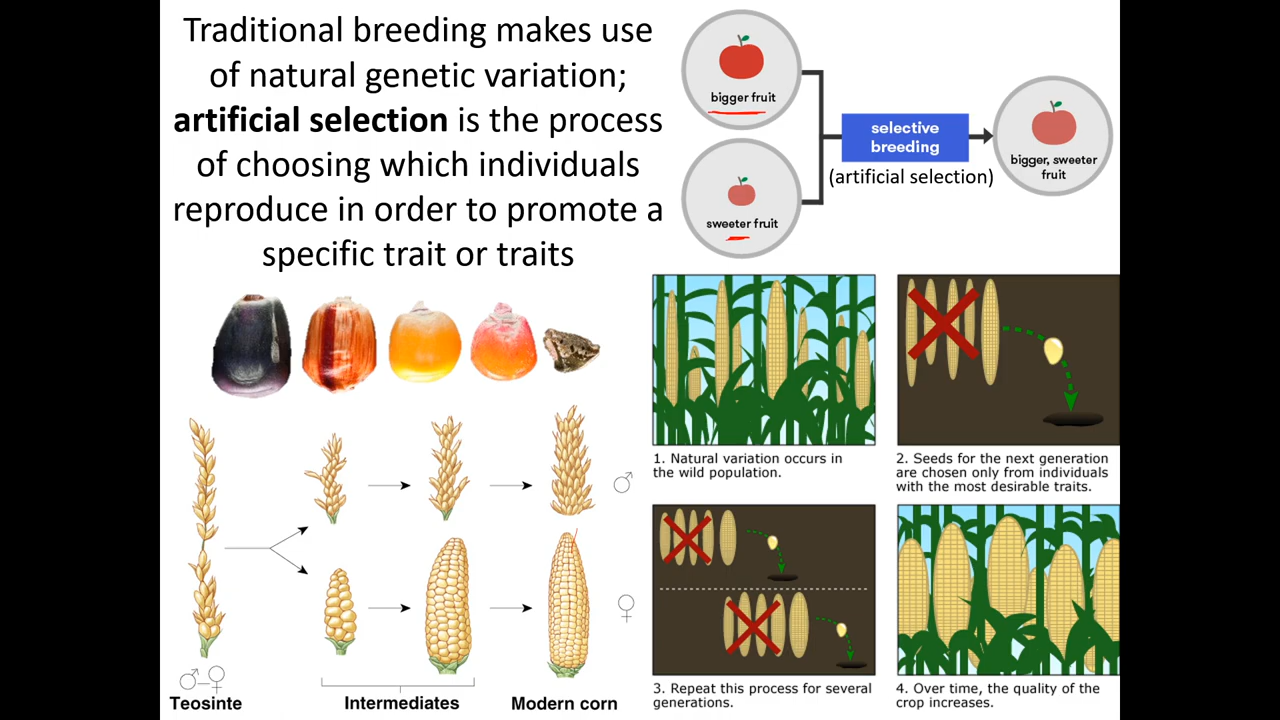 Traditional breeding makes use
of natural genetic variation;
artificial selection is the process
of choosing which individuals
reproduce in order to promote a
specific trait or traits
bigger fruit
sweeter fruit
selective
breeding
(artificial selection)
bigger, sweeter
fruit
1. Natural variation occurs in
the wild population.
2. Seeds for the next generation
are chosen only from individuals
with the most desirable traits.
3. Repeat this process for several
generations.
4. Over time, the quality of the
crop increases.
♂
♀
♂–♀
Teosinte
Intermediates
Modern corn